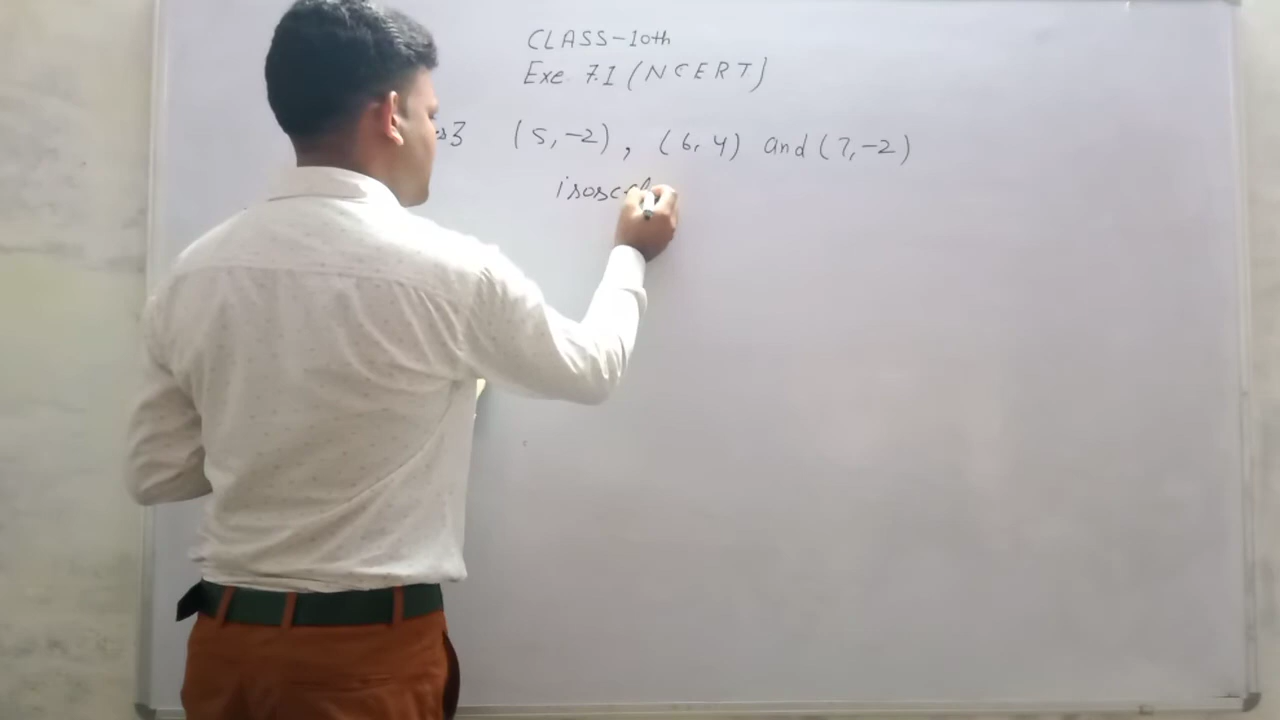 CLASS-10th
Exe. 7.1 (NCERT)
(5,-2), (6,4) and (7,-2)